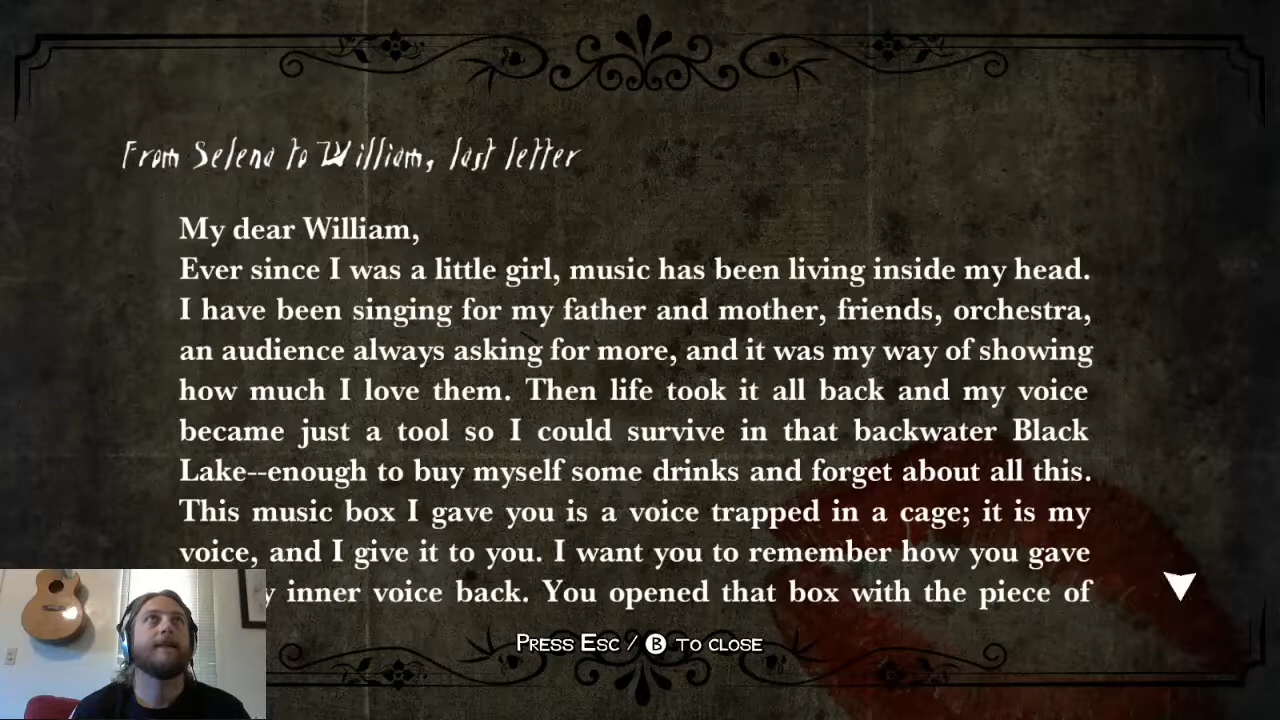 From Selena to William, last letter
My dear William,
Ever since I was a little girl, music has been living inside my head.
I have been singing for my father and mother, friends, orchestra,
an audience always asking for more, and it was my way of showing
how much I love them. Then life took it all back and my voice
became just a tool so I could survive in that backwater Black
Lake--enough to buy myself some drinks and forget about all this.
This music box I gave you is a voice trapped in a cage; it is my
voice, and I give it to you. I want you to remember how you gave
y inner voice back. You opened that box with the piece of
Press Esc / B to close